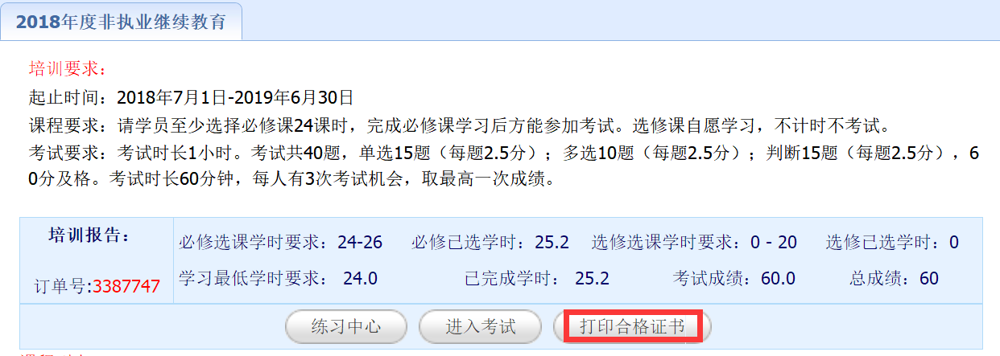 2018年度非执业继续教育
培训要求：
起止时间：2018年7月1日-2019年6月30日
课程要求：请学员至少选择必修课24课时，完成必修课学习后方能参加考试。选修课自愿学习，不计时不考试。
考试要求：考试时长1小时。考试共40题，单选15题（每题2.5分）；多选10题（每题2.5分）；判断15题（每题2.5分），6
0分及格。考试时长60分钟，每人有3次考试机会，取最高一次成绩。
培训报告：
订单号:3387747
必修选课学时要求：24-26 必修已选学时：25.2 选修选课学时要求：0 - 20 选修已选学时：0
学习最低学时要求： 24.0 已完成学时： 25.2 考试成绩：60.0 总成绩：60
练习中心 进入考试 打印合格证书